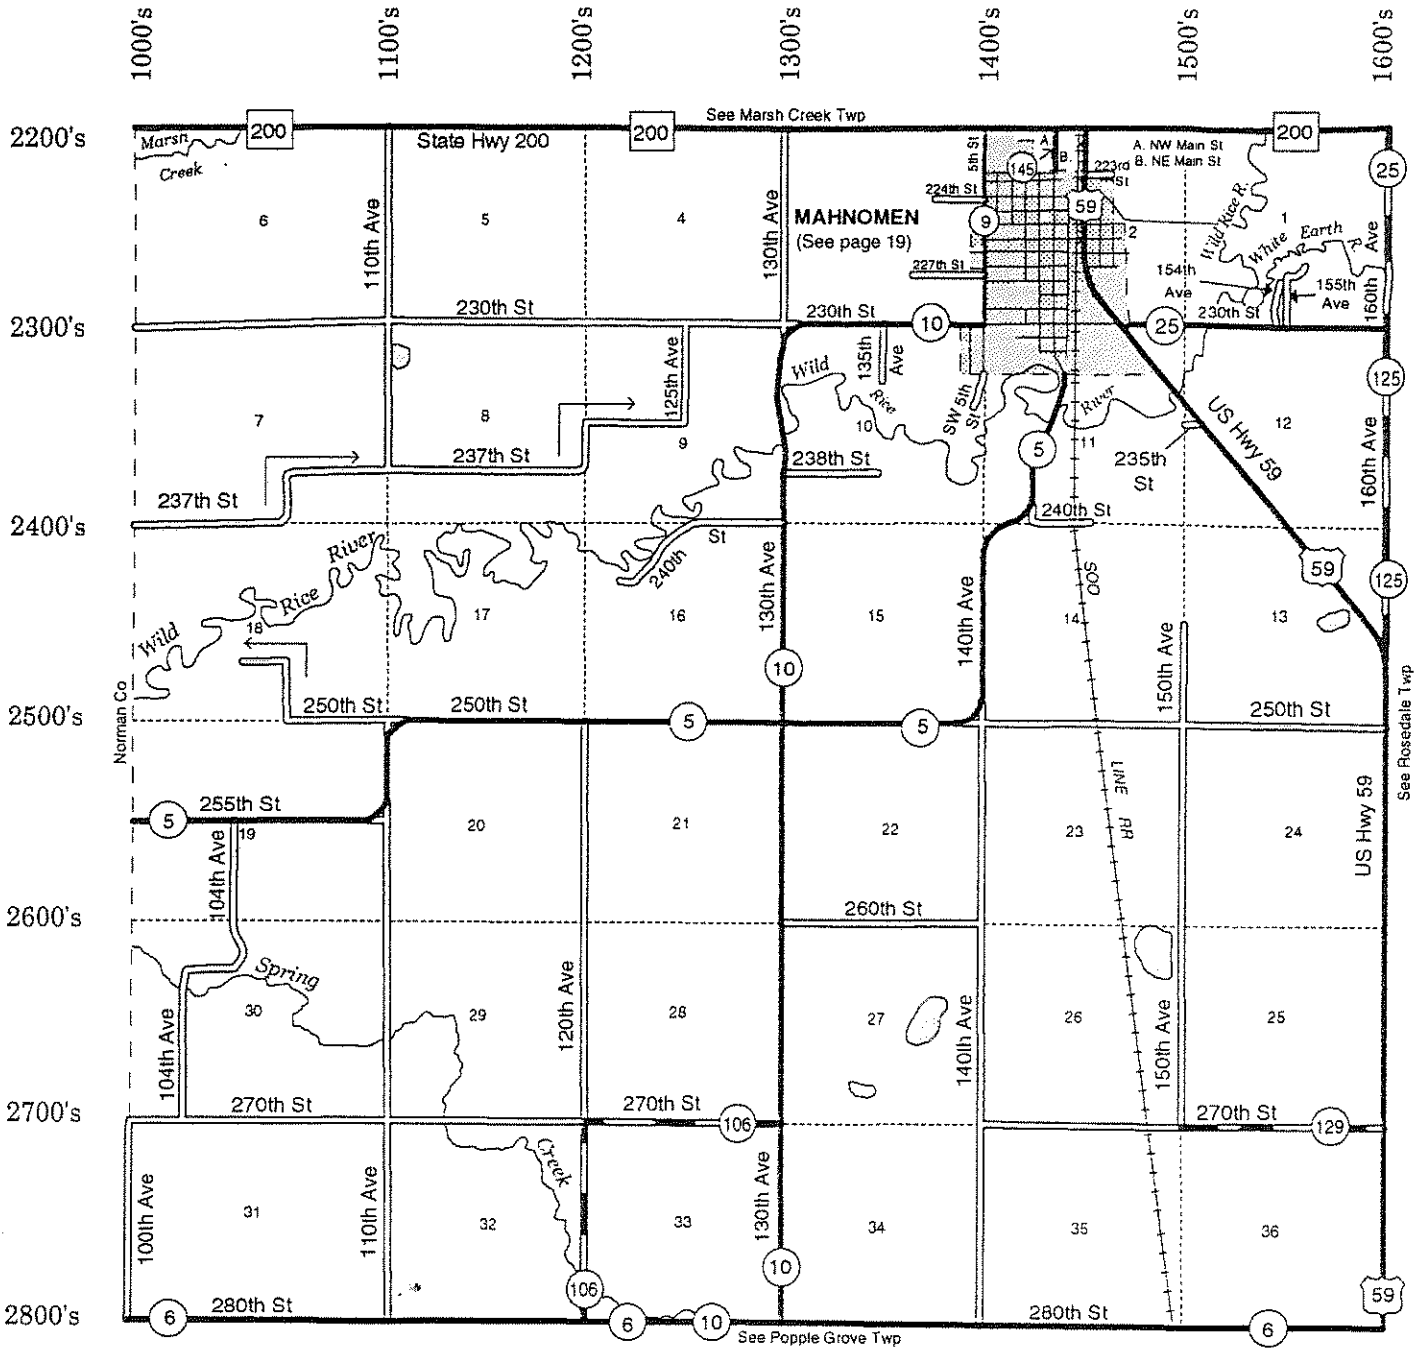 1000's
1100's
1200's
1300's
1400's
1500's
1600's
See Marsh Creek Twp
2200's
200
State Hwy 200
200
200
Marsh
Creek
5th St
A.
B.
145
A. NW Main St
B. NE Main St
223rd
St
25
6
5
4
110th Ave
130th Ave
224th St
MAHNOMEN
(See page 19)
9
59
2
1
Wild Rice R.
White Earth R.
227th St
154th
Ave
155th
Ave
160th Ave
230th St
230th St
10
25
230th St
2300's
135th
Ave
125th Ave
Wild
Rice
River
125
7
8
9
10
11
12
SW 5th
St
5
US Hwy 59
237th St
238th St
235th
St
160th Ave
237th St
2400's
240th
St
240th St
59
125
Wild
Rice
River
18
17
16
15
14
13
SOO
130th Ave
140th Ave
150th Ave
10
250th St
250th St
250th St
2500's
5
5
Norman Co
See Rosedale Twp
LINE
RR
255th St
5
19
20
21
22
23
24
104th Ave
US Hwy 59
2600's
260th St
Spring
30
29
28
27
26
25
104th Ave
120th Ave
140th Ave
150th Ave
2700's
270th St
270th St
106
270th St
129
Creek
100th Ave
110th Ave
130th Ave
31
32
33
34
35
36
10
106
59
2800's
6
280th St
6
10
280th St
6
See Popple Grove Twp